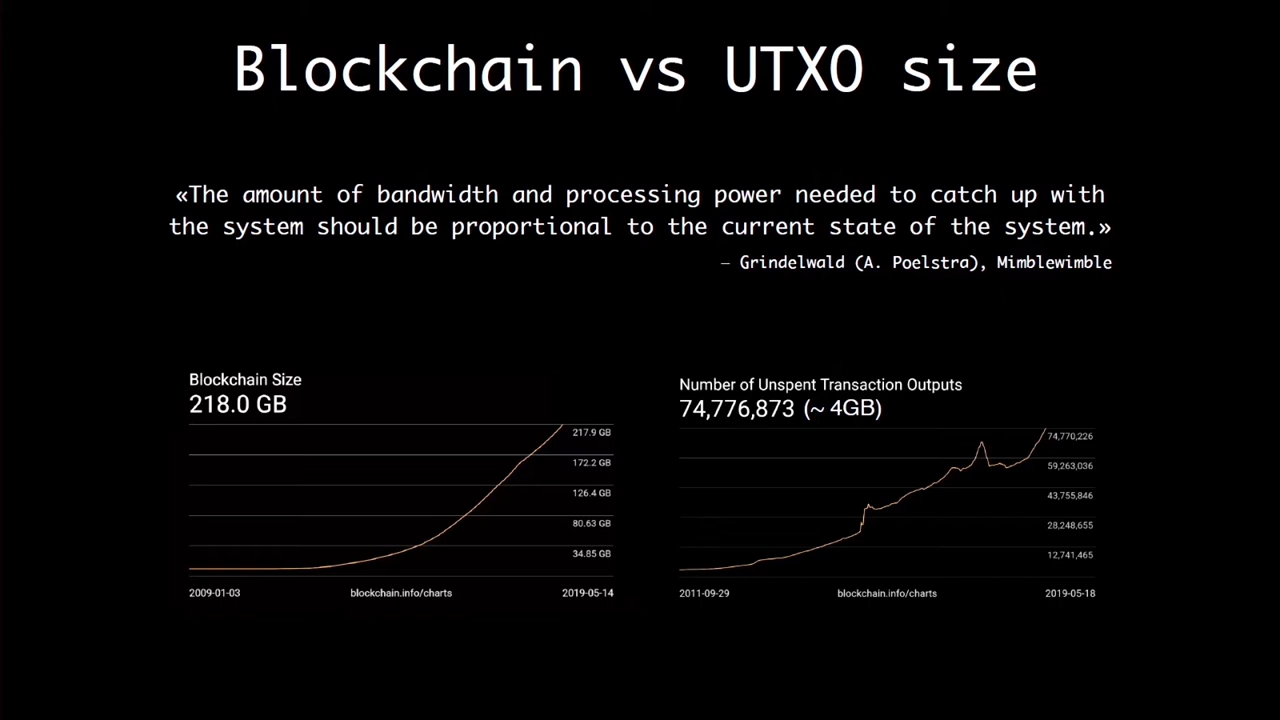 Blockchain vs UTXO size
«The amount of bandwidth and processing power needed to catch up with
the system should be proportional to the current state of the system.»
– Grindelwald (A. Poelstra), Mimblewimble
Blockchain Size
218.0 GB
217.9 GB
172.2 GB
126.4 GB
80.63 GB
34.85 GB
2009-01-03 blockchain.info/charts 2019-05-14
Number of Unspent Transaction Outputs
74,776,873 (~ 4GB)
74,770,226
59,263,036
43,755,846
28,248,655
12,741,465
2011-09-29 blockchain.info/charts 2019-05-18